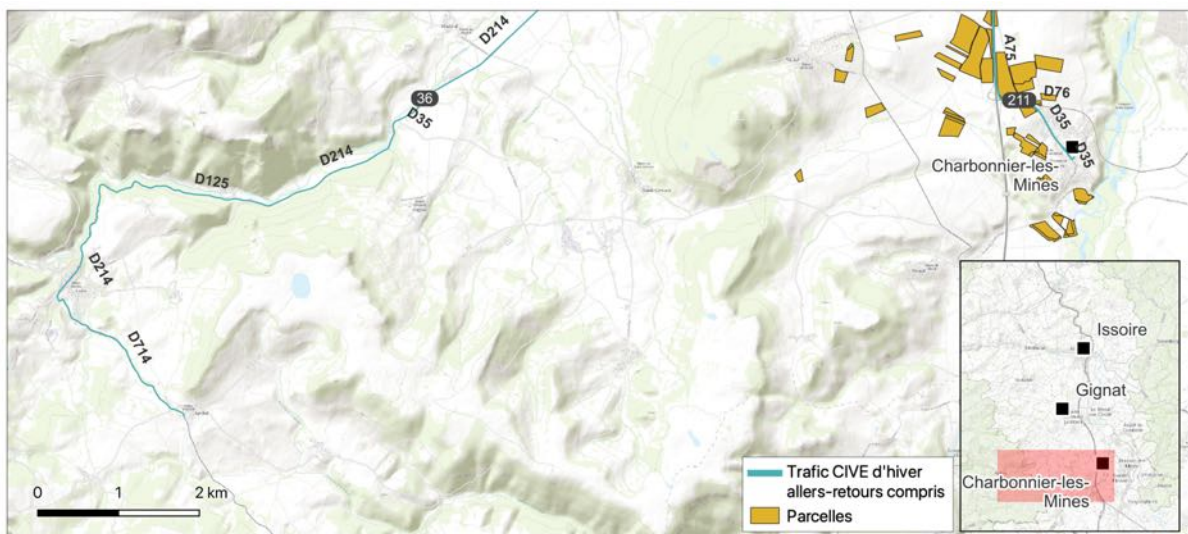 D214
36
D35
D214
D125
D214
D714
A75
D76
211
D35
D35
Charbonnier-les-
Mines
0 1 2 km
Trafic CIVE d'hiver
allers-retours compris
Parcelles
Issoire
Gignat
Charbonnier-les-
Mines